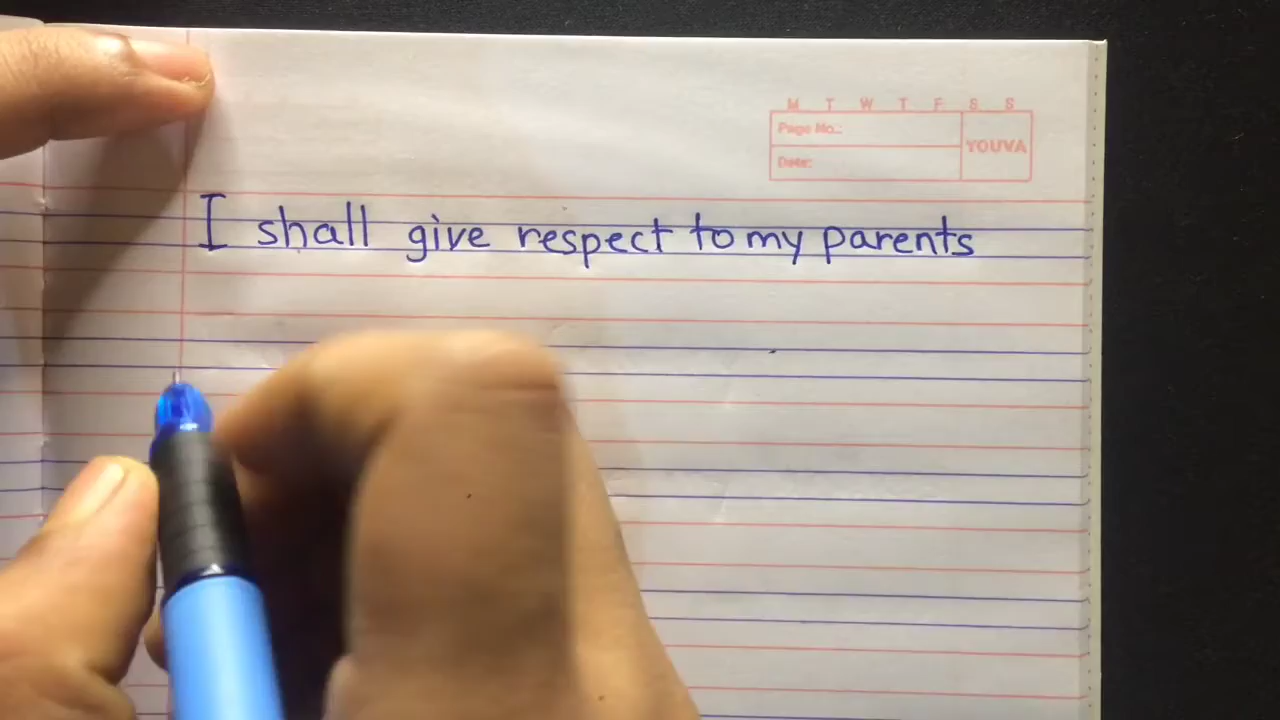 M T W T F S S
Page No.:
YOUVA
Date:
I shall give respect to my parents